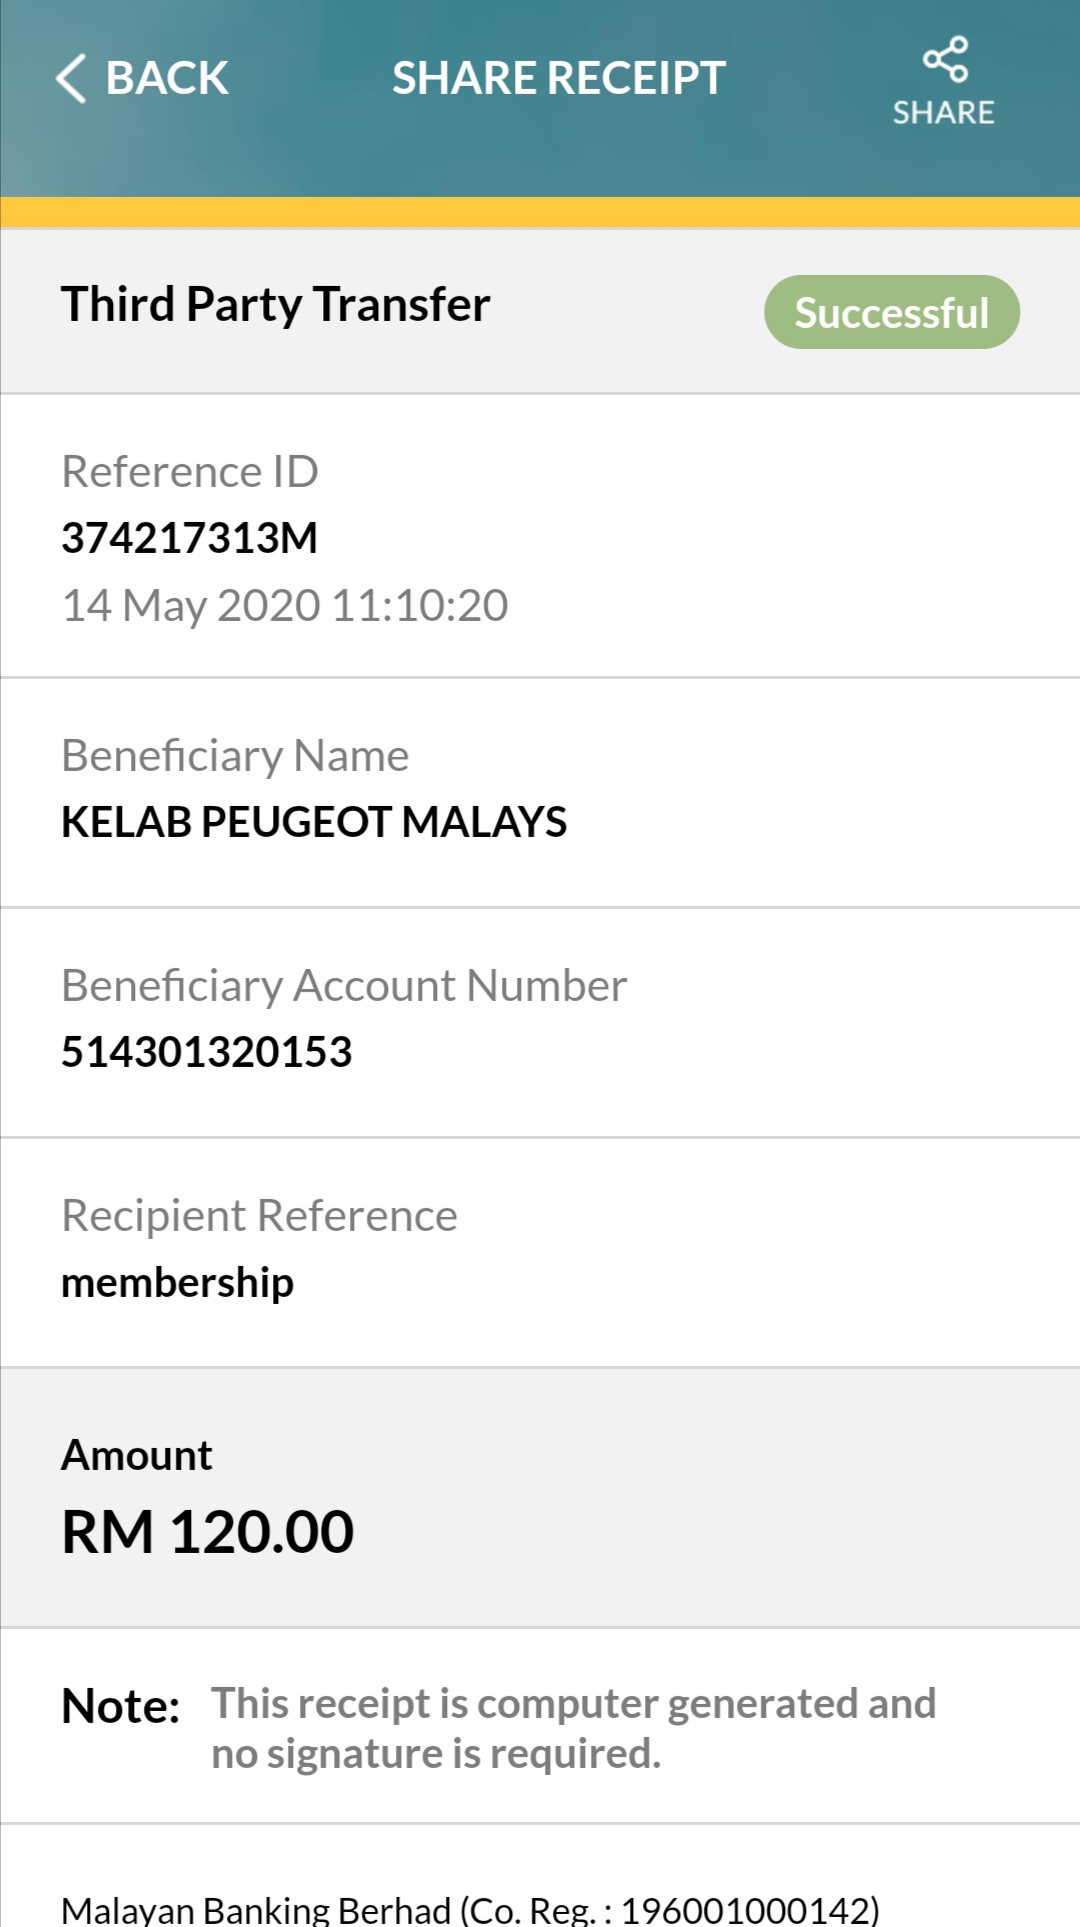 BACK
SHARE RECEIPT
SHARE
Third Party Transfer
Successful
Reference ID
374217313M
14 May 2020 11:10:20
Beneficiary Name
KELAB PEUGEOT MALAYS
Beneficiary Account Number
514301320153
Recipient Reference
membership
Amount
RM 120.00
Note: This receipt is computer generated and
no signature is required.
Malayan Banking Berhad (Co. Reg. : 196001000142)